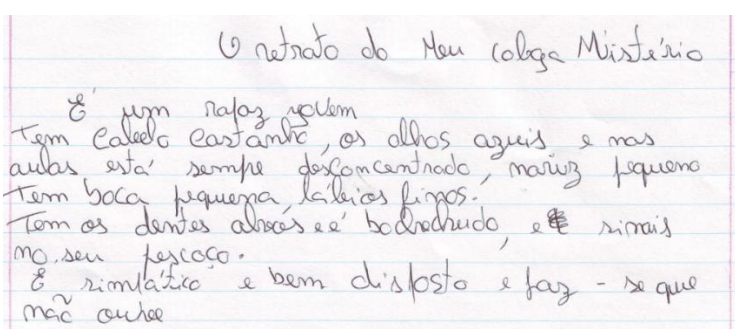 O retrato do Meu colega Mistério
É um rapaz jovem
Tem Cabelo Castanho, os olhos azuis e nas
aulas está sempre desconcentrado, nariz pequeno
Tem boca pequena, lábios finos.
Tem os dentes e é bochechudo, e sinais
no seu pescoço.
É simpático e bem disposto e faz - se que
não ouve